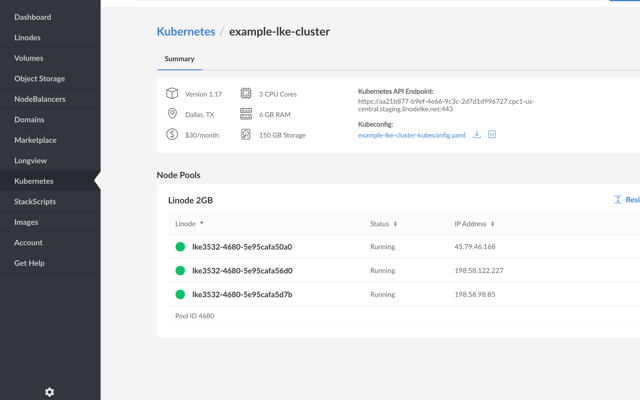 Dashboard
Linodes
Volumes
Object Storage
NodeBalancers
Domains
Marketplace
Longview
Kubernetes
StackScripts
Images
Account
Get Help
Kubernetes / example-lke-cluster
Summary
Version 1.17
3 CPU Cores
Dallas, TX
6 GB RAM
$30/month
150 GB Storage
Kubernetes API Endpoint:
https://aa21b877-b9ef-4e66-9c3c-2d7d1d996727.cpc1-us-
central.staging.linodelke.net:443
Kubeconfig:
example-lke-cluster-kubeconfig.yaml
Node Pools
Linode 2GB
Resi
Linode Status IP Address
lke3532-4680-5e95cafa50a0 Running 45.79.46.168
lke3532-4680-5e95cafa56d0 Running 198.58.122.227
lke3532-4680-5e95cafa5d7b Running 198.58.98.85
Pool ID 4680